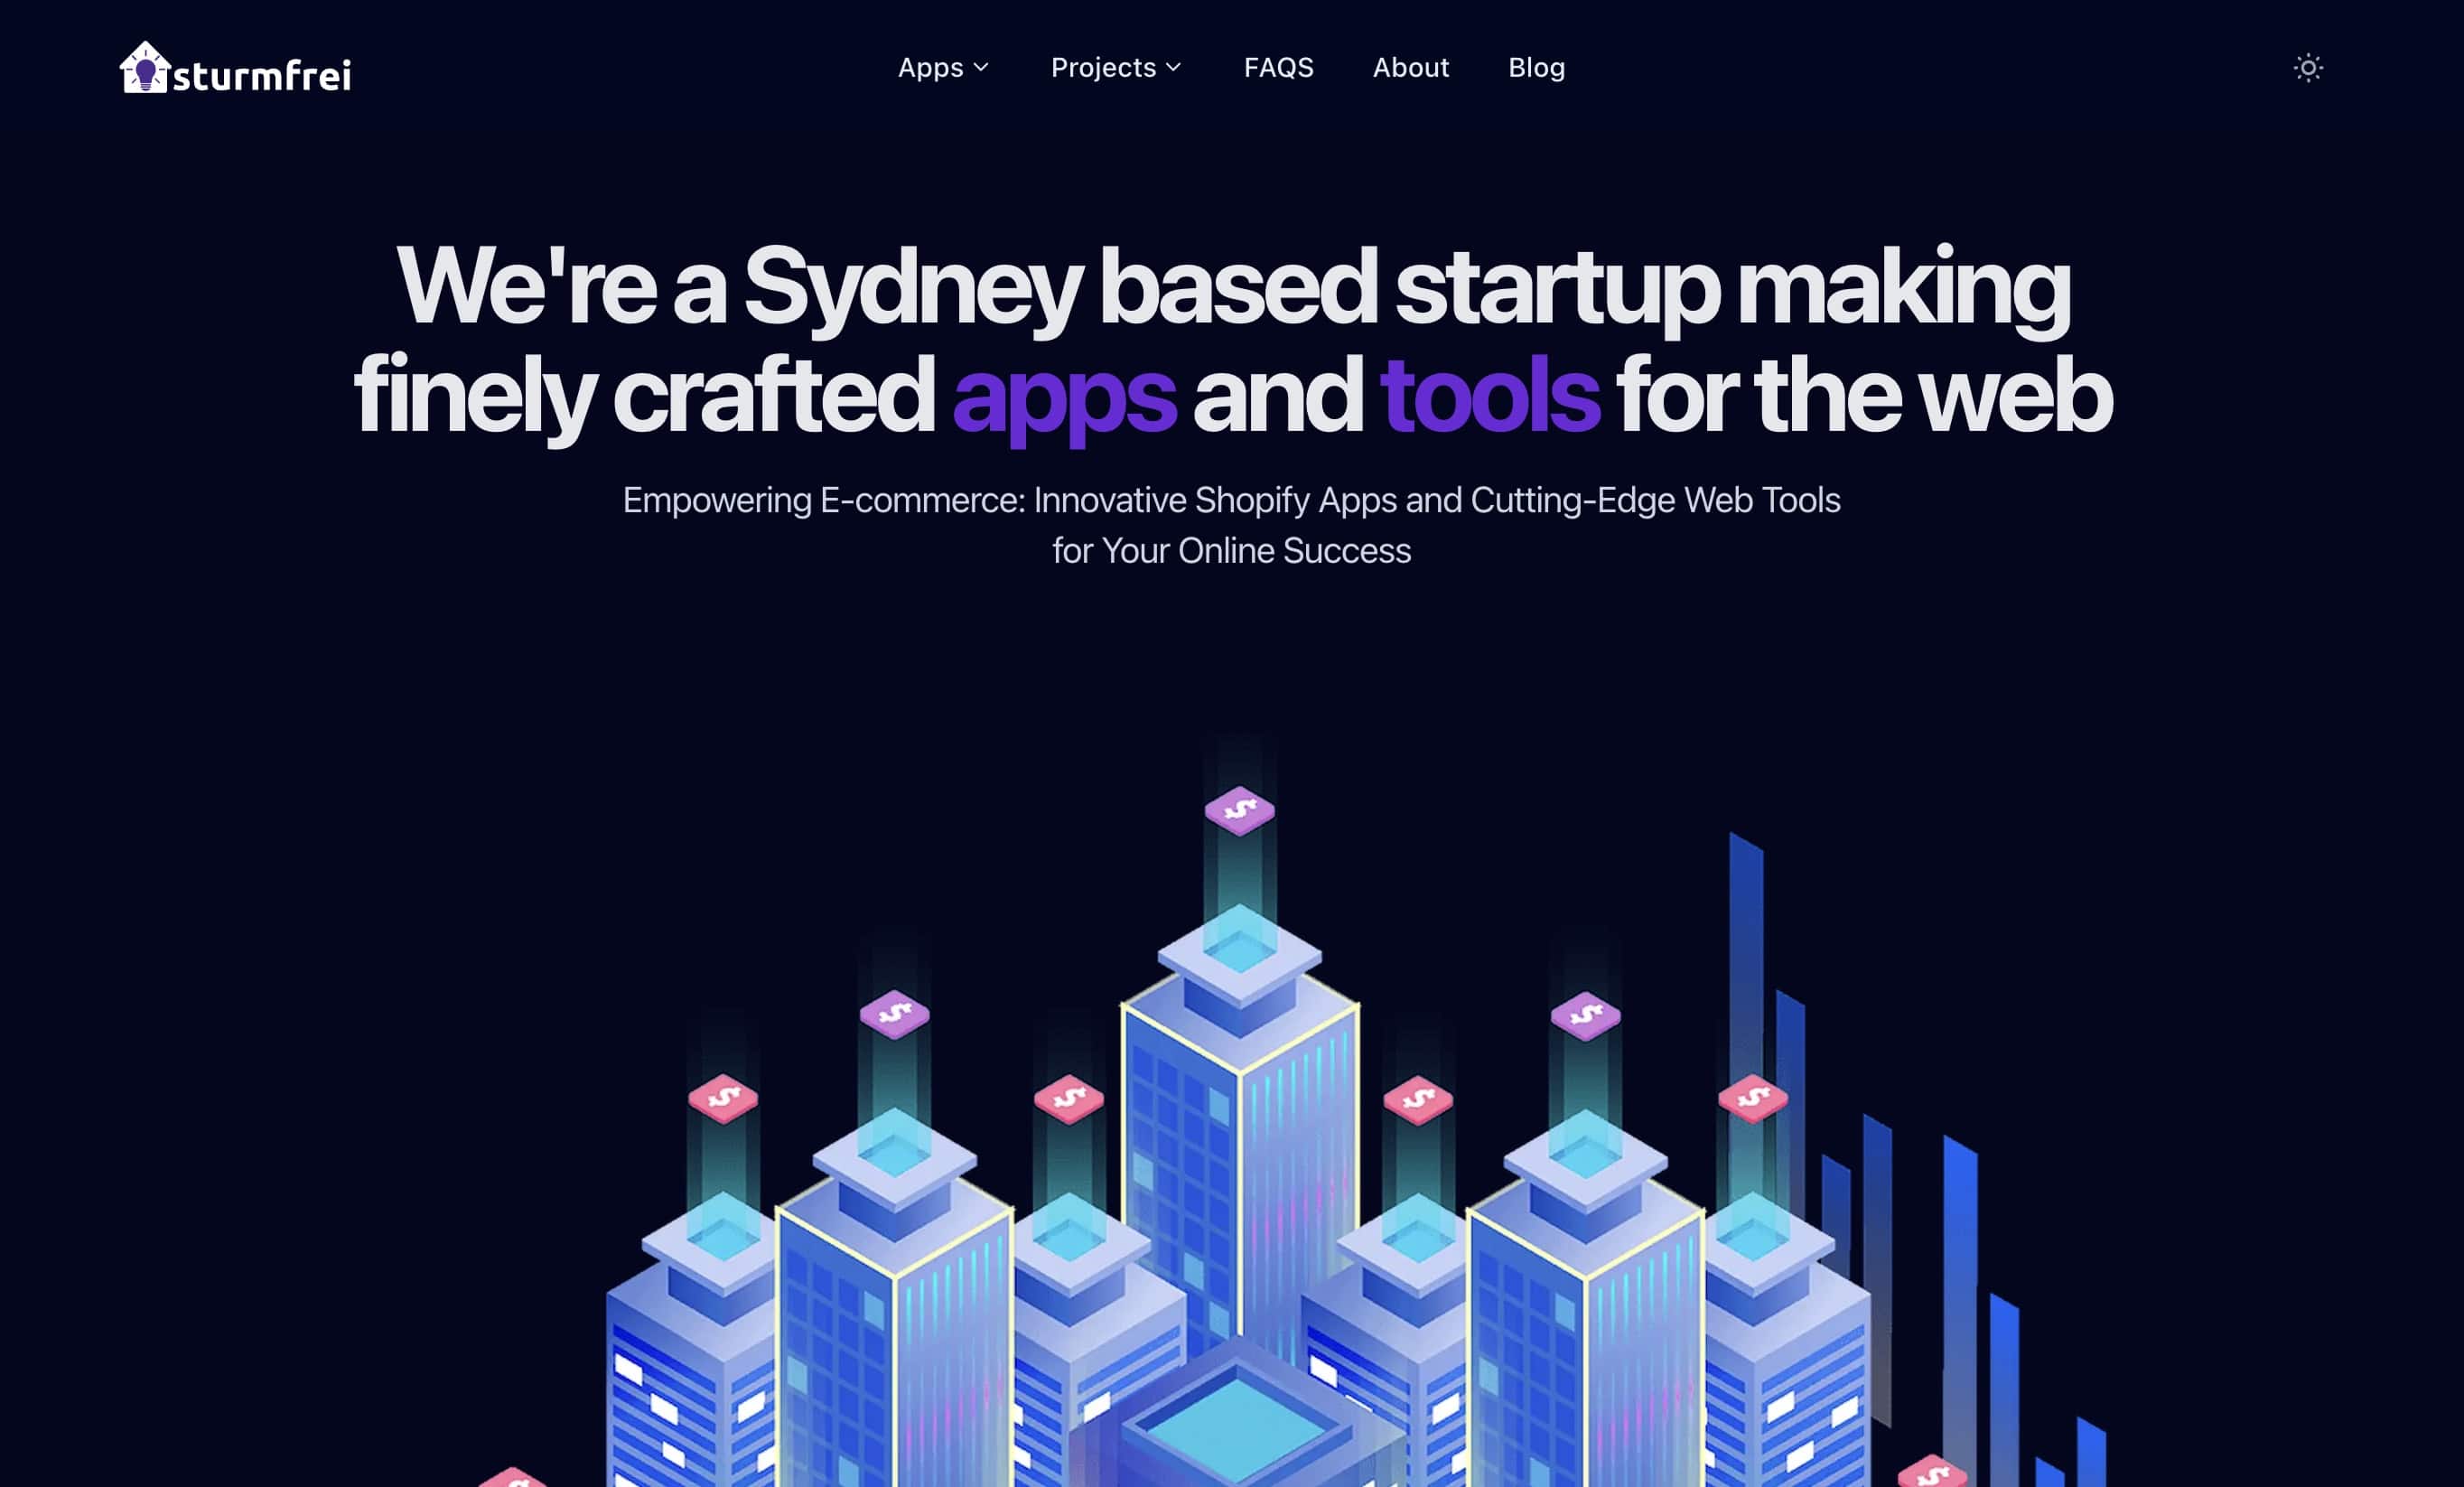 sturmfrei
Apps
Projects
FAQS
About
Blog
We're a Sydney based startup making
finely crafted apps and tools for the web
Empowering E-commerce: Innovative Shopify Apps and Cutting-Edge Web Tools
for Your Online Success
$
$
$
$
$
$
$
$
$